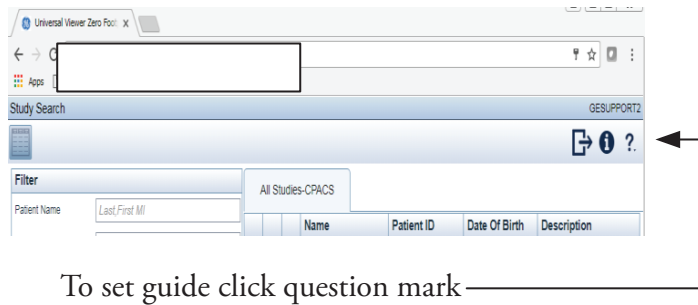 Universal Viewer Zero Foot x
Apps
Study Search GESUPPORT2
? .
Filter All Studies-CPACS
Patient Name Last,First MI
Name Patient ID Date Of Birth Description
To set guide click question mark